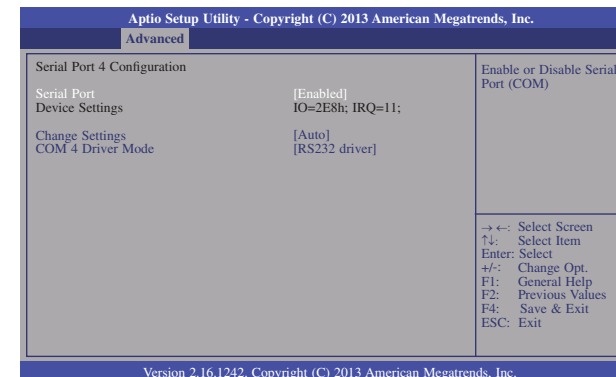 Aptio Setup Utility - Copyright (C) 2013 American Megatrends, Inc.
Advanced
Serial Port 4 Configuration
Serial Port [Enabled]
Device Settings IO=2E8h; IRQ=11;
Change Settings [Auto]
COM 4 Driver Mode [RS232 driver]
Enable or Disable Serial
Port (COM)
→←: Select Screen
↑↓: Select Item
Enter: Select
+/-: Change Opt.
F1: General Help
F2: Previous Values
F4: Save & Exit
ESC: Exit
Version 2.16.1242. Copyright (C) 2013 American Megatrends, Inc.